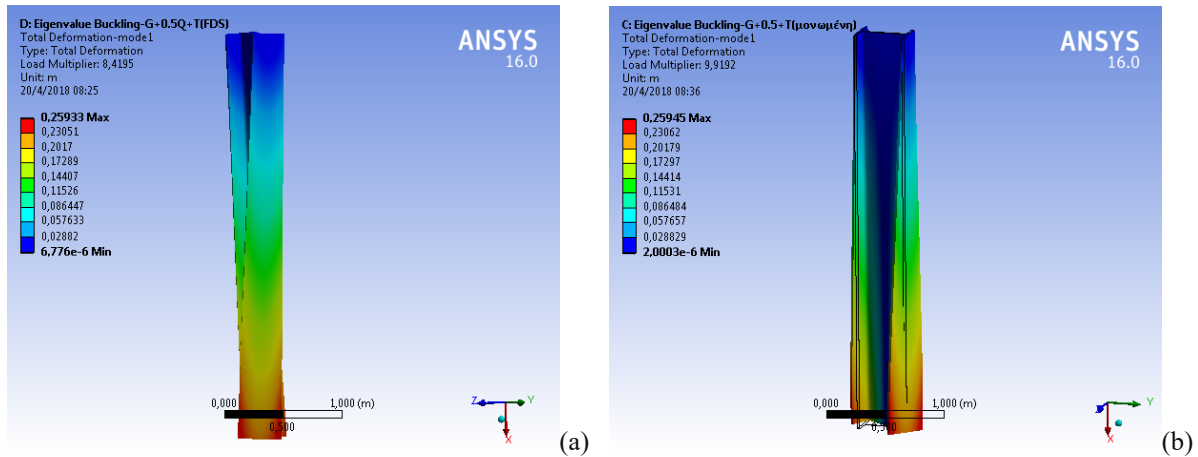 D: Eigenvalue Buckling-G+0.5Q+T(FDS)
Total Deformation-mode1
Type: Total Deformation
Load Multiplier: 8,4195
Unit: m
20/4/2018 08:25
ANSYS
16.0
0,25933 Max
0,23051
0,2017
0,17289
0,14407
0,11526
0,086447
0,057633
0,02882
6,776e-6 Min
0,000
1,000 (m)
0,500
Z
Y
X
(a)
C: Eigenvalue Buckling-G+0.5+T(μονωμένη)
Total Deformation-mode1
Type: Total Deformation
Load Multiplier: 9,9192
Unit: m
20/4/2018 08:36
ANSYS
16.0
0,25945 Max
0,23062
0,20179
0,17297
0,14414
0,11531
0,086484
0,057657
0,028829
2,0003e-6 Min
0,000
1,000 (m)
0,500
Y
X
(b)